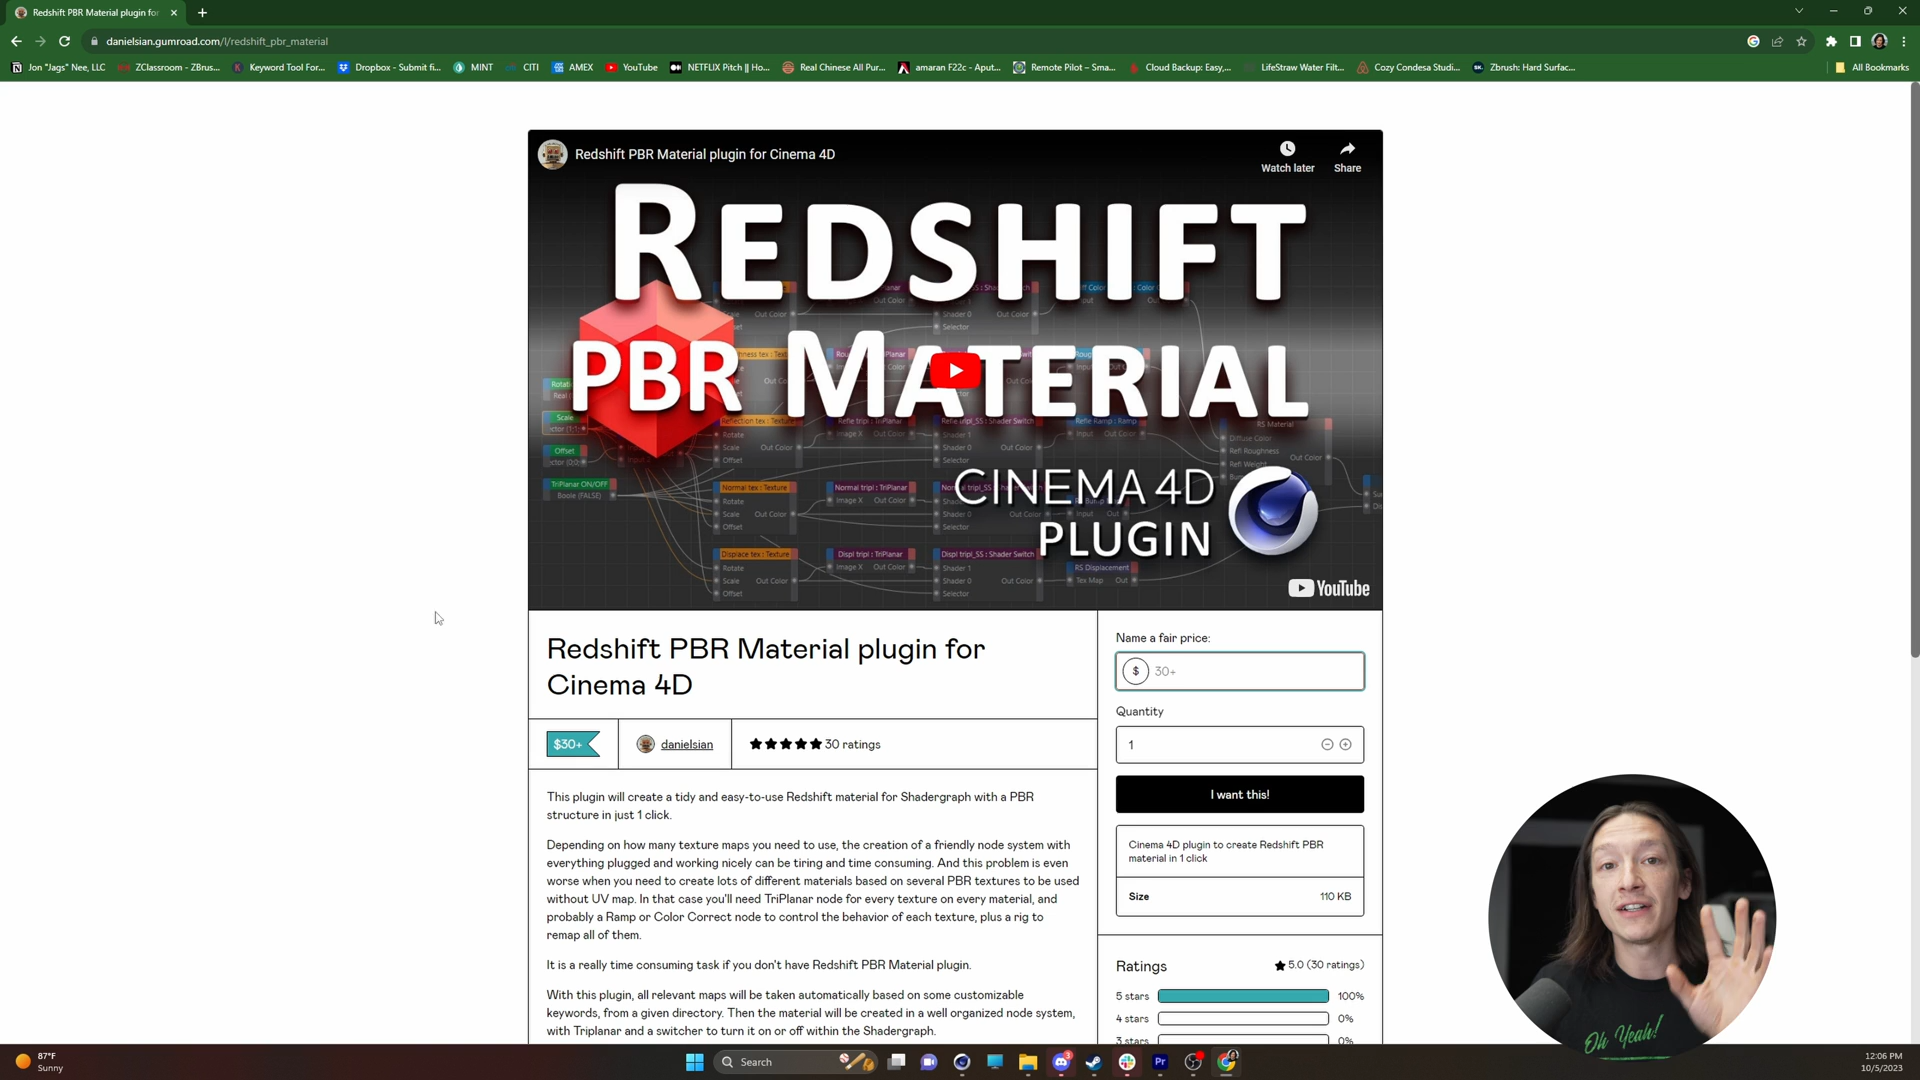 Redshift PBR Material plugin for
danielsian.gumroad.com/l/redshift_pbr_material
Jon "Jags" Nee, LLC
ZClassroom - ZBrus...
Keyword Tool For...
Dropbox - Submit fi...
MINT
CITI
AMEX
YouTube
NETFLIX Pitch || Ho...
Real Chinese All Pur...
amaran F22c - Aput...
Remote Pilot – Sma...
Cloud Backup: Easy,...
LifeStraw Water Filt...
Cozy Condesa Studi...
Zbrush: Hard Surfac...
All Bookmarks
Redshift PBR Material plugin for Cinema 4D
Watch later
Share
REDSHIFT
PBR MATERIAL
CINEMA 4D
PLUGIN
YouTube
Redshift PBR Material plugin for
Cinema 4D
$30+
danielsian
30 ratings
This plugin will create a tidy and easy-to-use Redshift material for Shadergraph with a PBR
structure in just 1 click.
Depending on how many texture maps you need to use, the creation of a friendly node system with
everything plugged and working nicely can be tiring and time consuming. And this problem is even
worse when you need to create lots of different materials based on several PBR textures to be used
without UV map. In that case you'll need TriPlanar node for every texture on every material, and
probably a Ramp or Color Correct node to control the behavior of each texture, plus a rig to
remap all of them.
It is a really time consuming task if you don't have Redshift PBR Material plugin.
With this plugin, all relevant maps will be taken automatically based on some customizable
keywords, from a given directory. Then the material will be created in a well organized node system,
with Triplanar and a switcher to turn it on or off within the Shadergraph.
Name a fair price:
$ 30+
Quantity
1
I want this!
Cinema 4D plugin to create Redshift PBR
material in 1 click
Size 110 KB
Ratings
5.0 (30 ratings)
5 stars 100%
4 stars 0%
3 stars 0%
Oh Yeah!
87°F
Sunny
Search
3
Pr
12:06 PM
10/5/2023